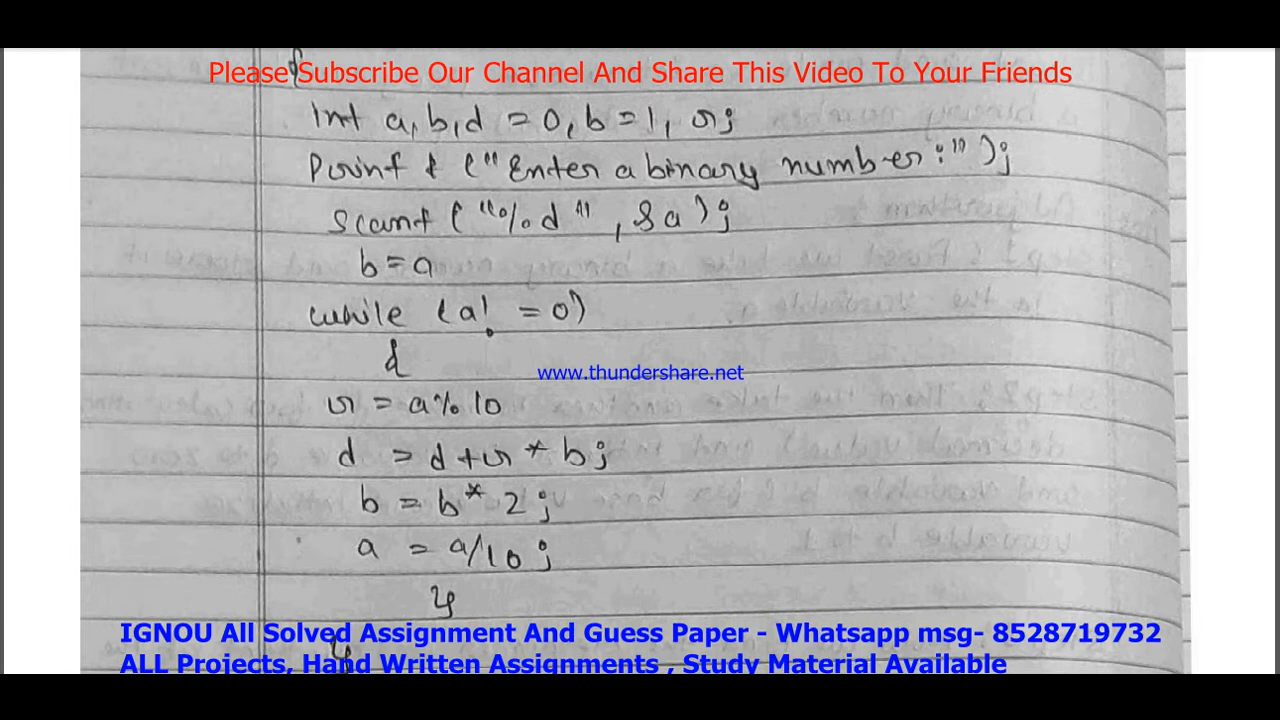 {
Please Subscribe Our Channel And Share This Video To Your Friends
int a, b, d = 0, b = 1, r;
Printf ("Enter a binary number:");
Scanf ("%d", &a);
b = a
while (a! = 0)
{
www.thundershare.net
r = a % 10
d = d + r * b;
b = b * 2;
a = a/10;
}
IGNOU All Solved Assignment And Guess Paper - Whatsapp msg- 8528719732
}
ALL Projects, Hand Written Assignments , Study Material Available